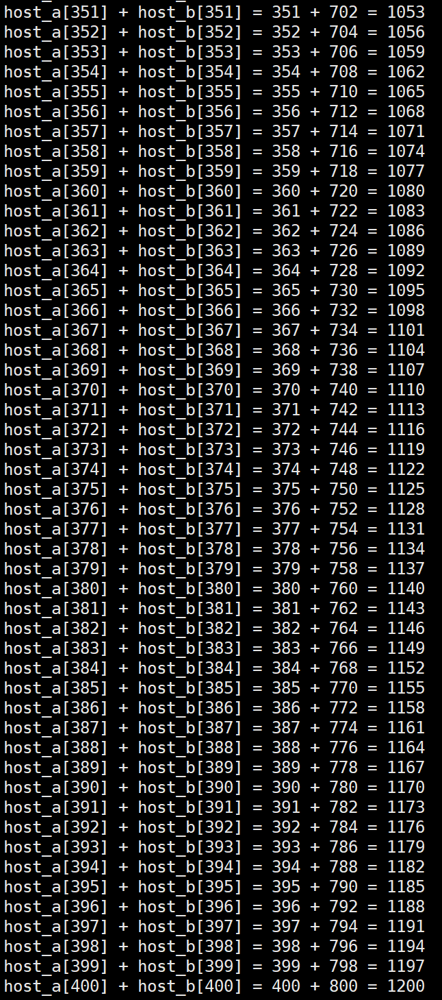 host_a[351] + host_b[351] = 351 + 702 = 1053
host_a[352] + host_b[352] = 352 + 704 = 1056
host_a[353] + host_b[353] = 353 + 706 = 1059
host_a[354] + host_b[354] = 354 + 708 = 1062
host_a[355] + host_b[355] = 355 + 710 = 1065
host_a[356] + host_b[356] = 356 + 712 = 1068
host_a[357] + host_b[357] = 357 + 714 = 1071
host_a[358] + host_b[358] = 358 + 716 = 1074
host_a[359] + host_b[359] = 359 + 718 = 1077
host_a[360] + host_b[360] = 360 + 720 = 1080
host_a[361] + host_b[361] = 361 + 722 = 1083
host_a[362] + host_b[362] = 362 + 724 = 1086
host_a[363] + host_b[363] = 363 + 726 = 1089
host_a[364] + host_b[364] = 364 + 728 = 1092
host_a[365] + host_b[365] = 365 + 730 = 1095
host_a[366] + host_b[366] = 366 + 732 = 1098
host_a[367] + host_b[367] = 367 + 734 = 1101
host_a[368] + host_b[368] = 368 + 736 = 1104
host_a[369] + host_b[369] = 369 + 738 = 1107
host_a[370] + host_b[370] = 370 + 740 = 1110
host_a[371] + host_b[371] = 371 + 742 = 1113
host_a[372] + host_b[372] = 372 + 744 = 1116
host_a[373] + host_b[373] = 373 + 746 = 1119
host_a[374] + host_b[374] = 374 + 748 = 1122
host_a[375] + host_b[375] = 375 + 750 = 1125
host_a[376] + host_b[376] = 376 + 752 = 1128
host_a[377] + host_b[377] = 377 + 754 = 1131
host_a[378] + host_b[378] = 378 + 756 = 1134
host_a[379] + host_b[379] = 379 + 758 = 1137
host_a[380] + host_b[380] = 380 + 760 = 1140
host_a[381] + host_b[381] = 381 + 762 = 1143
host_a[382] + host_b[382] = 382 + 764 = 1146
host_a[383] + host_b[383] = 383 + 766 = 1149
host_a[384] + host_b[384] = 384 + 768 = 1152
host_a[385] + host_b[385] = 385 + 770 = 1155
host_a[386] + host_b[386] = 386 + 772 = 1158
host_a[387] + host_b[387] = 387 + 774 = 1161
host_a[388] + host_b[388] = 388 + 776 = 1164
host_a[389] + host_b[389] = 389 + 778 = 1167
host_a[390] + host_b[390] = 390 + 780 = 1170
host_a[391] + host_b[391] = 391 + 782 = 1173
host_a[392] + host_b[392] = 392 + 784 = 1176
host_a[393] + host_b[393] = 393 + 786 = 1179
host_a[394] + host_b[394] = 394 + 788 = 1182
host_a[395] + host_b[395] = 395 + 790 = 1185
host_a[396] + host_b[396] = 396 + 792 = 1188
host_a[397] + host_b[397] = 397 + 794 = 1191
host_a[398] + host_b[398] = 398 + 796 = 1194
host_a[399] + host_b[399] = 399 + 798 = 1197
host_a[400] + host_b[400] = 400 + 800 = 1200